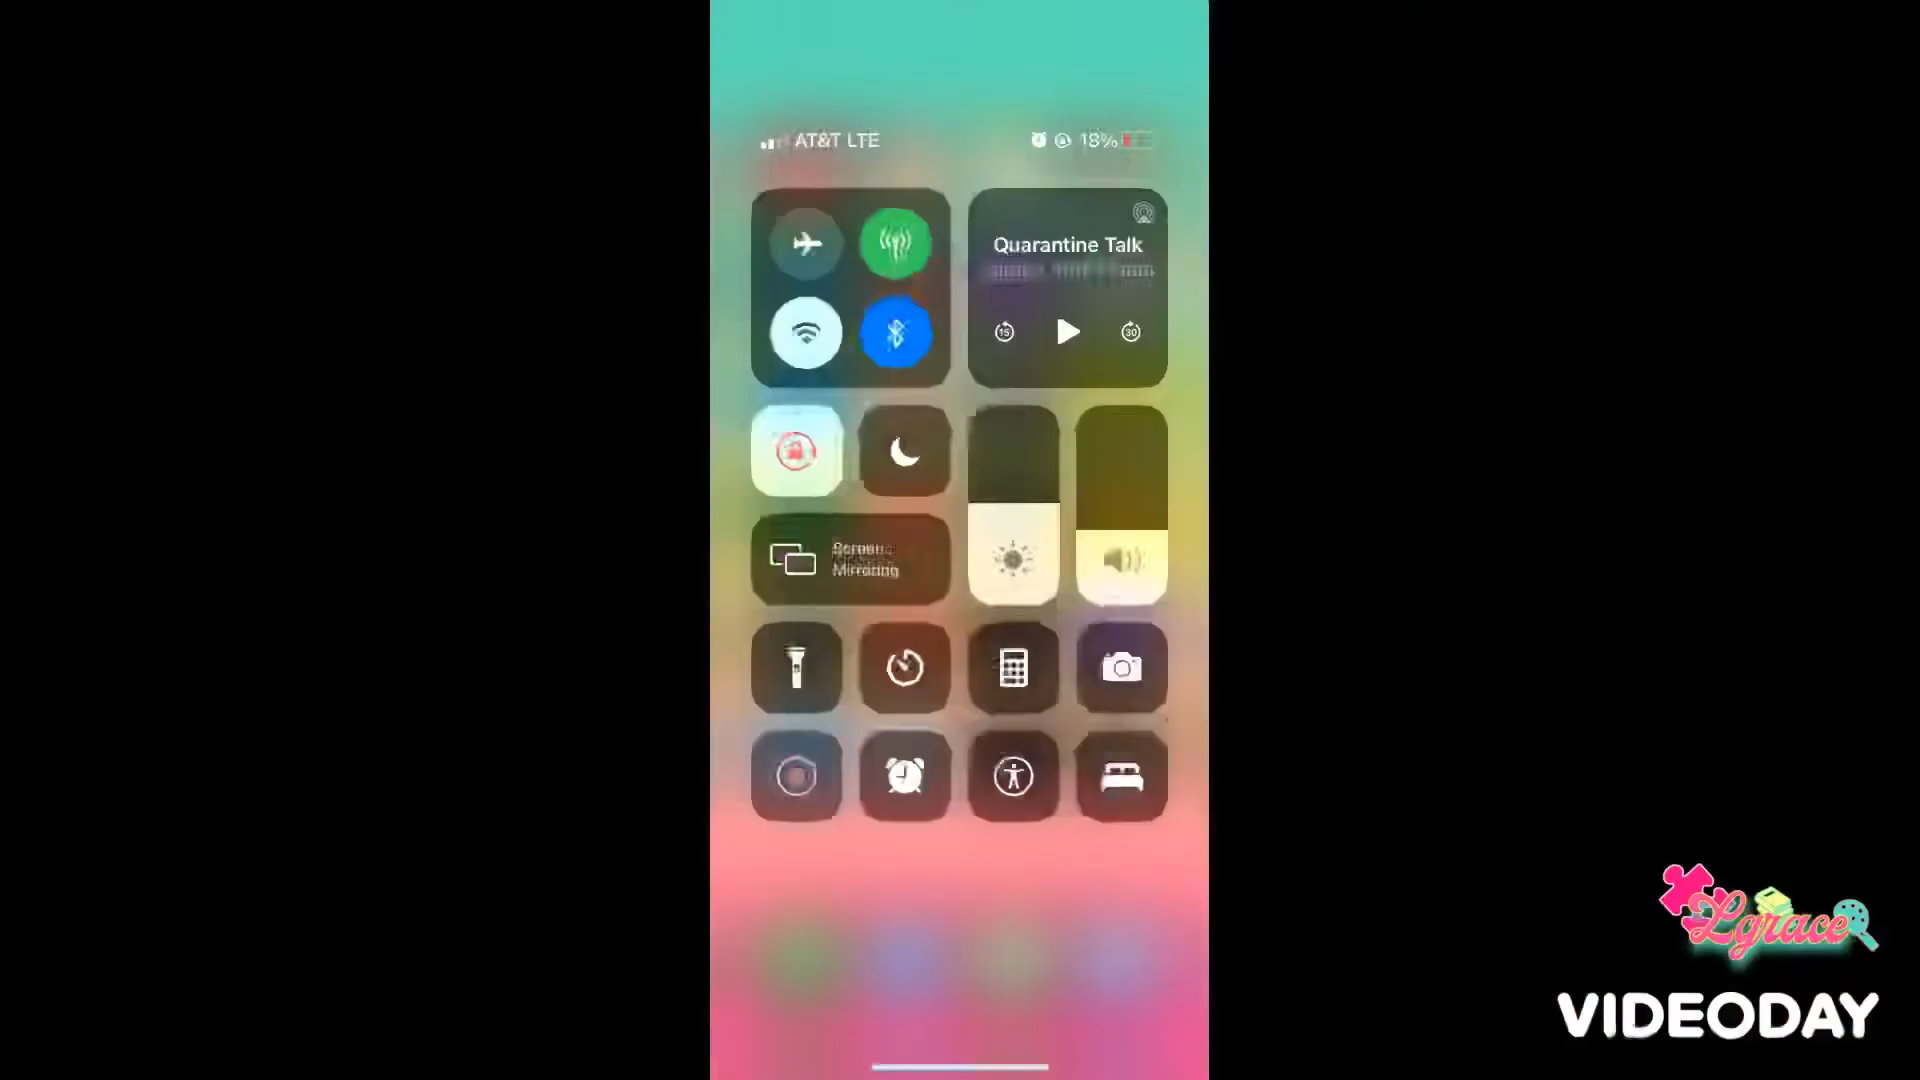 AT&T LTE
18%
Quarantine Talk
15
30
Screen
Mirroring
Lgrace
VIDEODAY